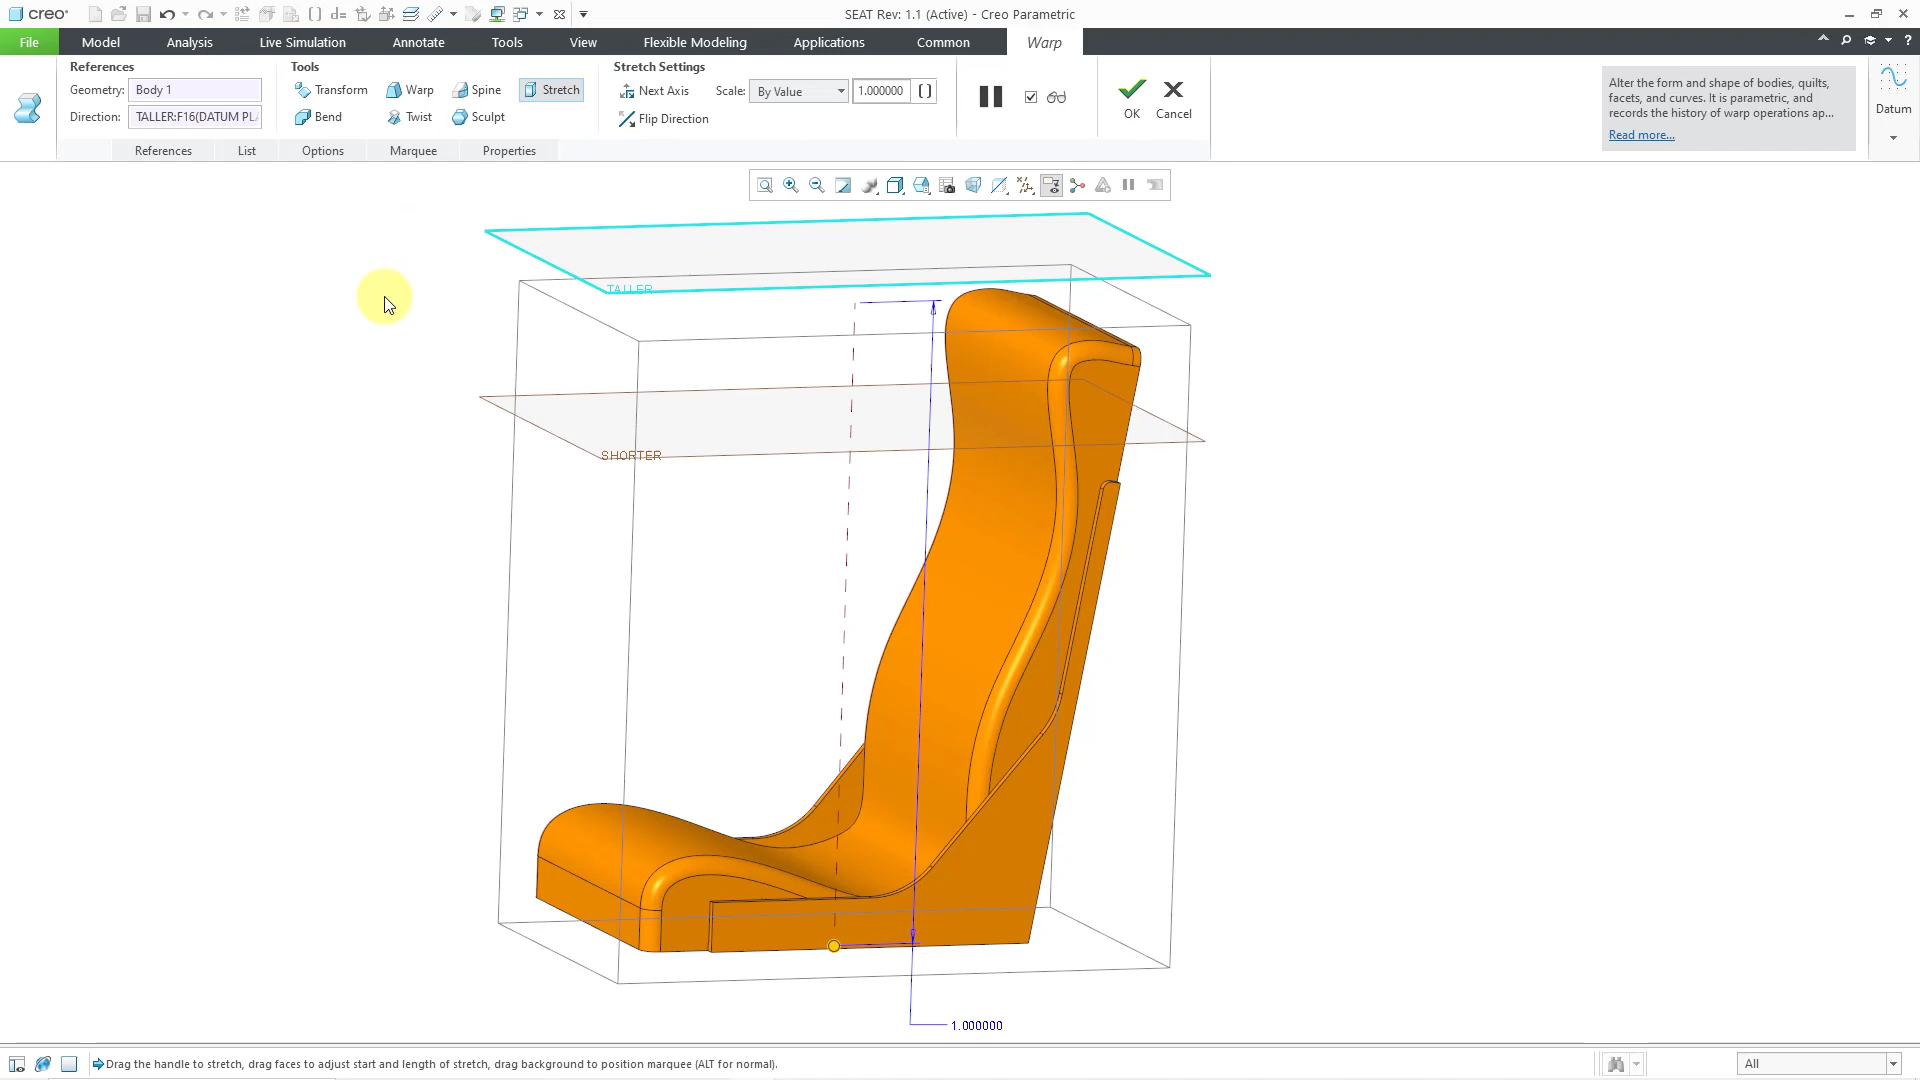 creo
SEAT Rev: 1.1 (Active) - Creo Parametric
File Model Analysis Live Simulation Annotate Tools View Flexible Modeling Applications Common Warp
References Tools Stretch Settings
Geometry: Body 1 Transform Warp Spine Stretch Next Axis Scale: By Value 1.000000
Direction: TALLER:F16(DATUM PLA Bend Twist Sculpt Flip Direction OK Cancel
References List Options Marquee Properties
Alter the form and shape of bodies, quilts,
facets, and curves. It is parametric, and
records the history of warp operations ap...
Read more...
Datum
TALLER
SHORTER
1.000000
Drag the handle to stretch, drag faces to adjust start and length of stretch, drag background to position marquee (ALT for normal).
All